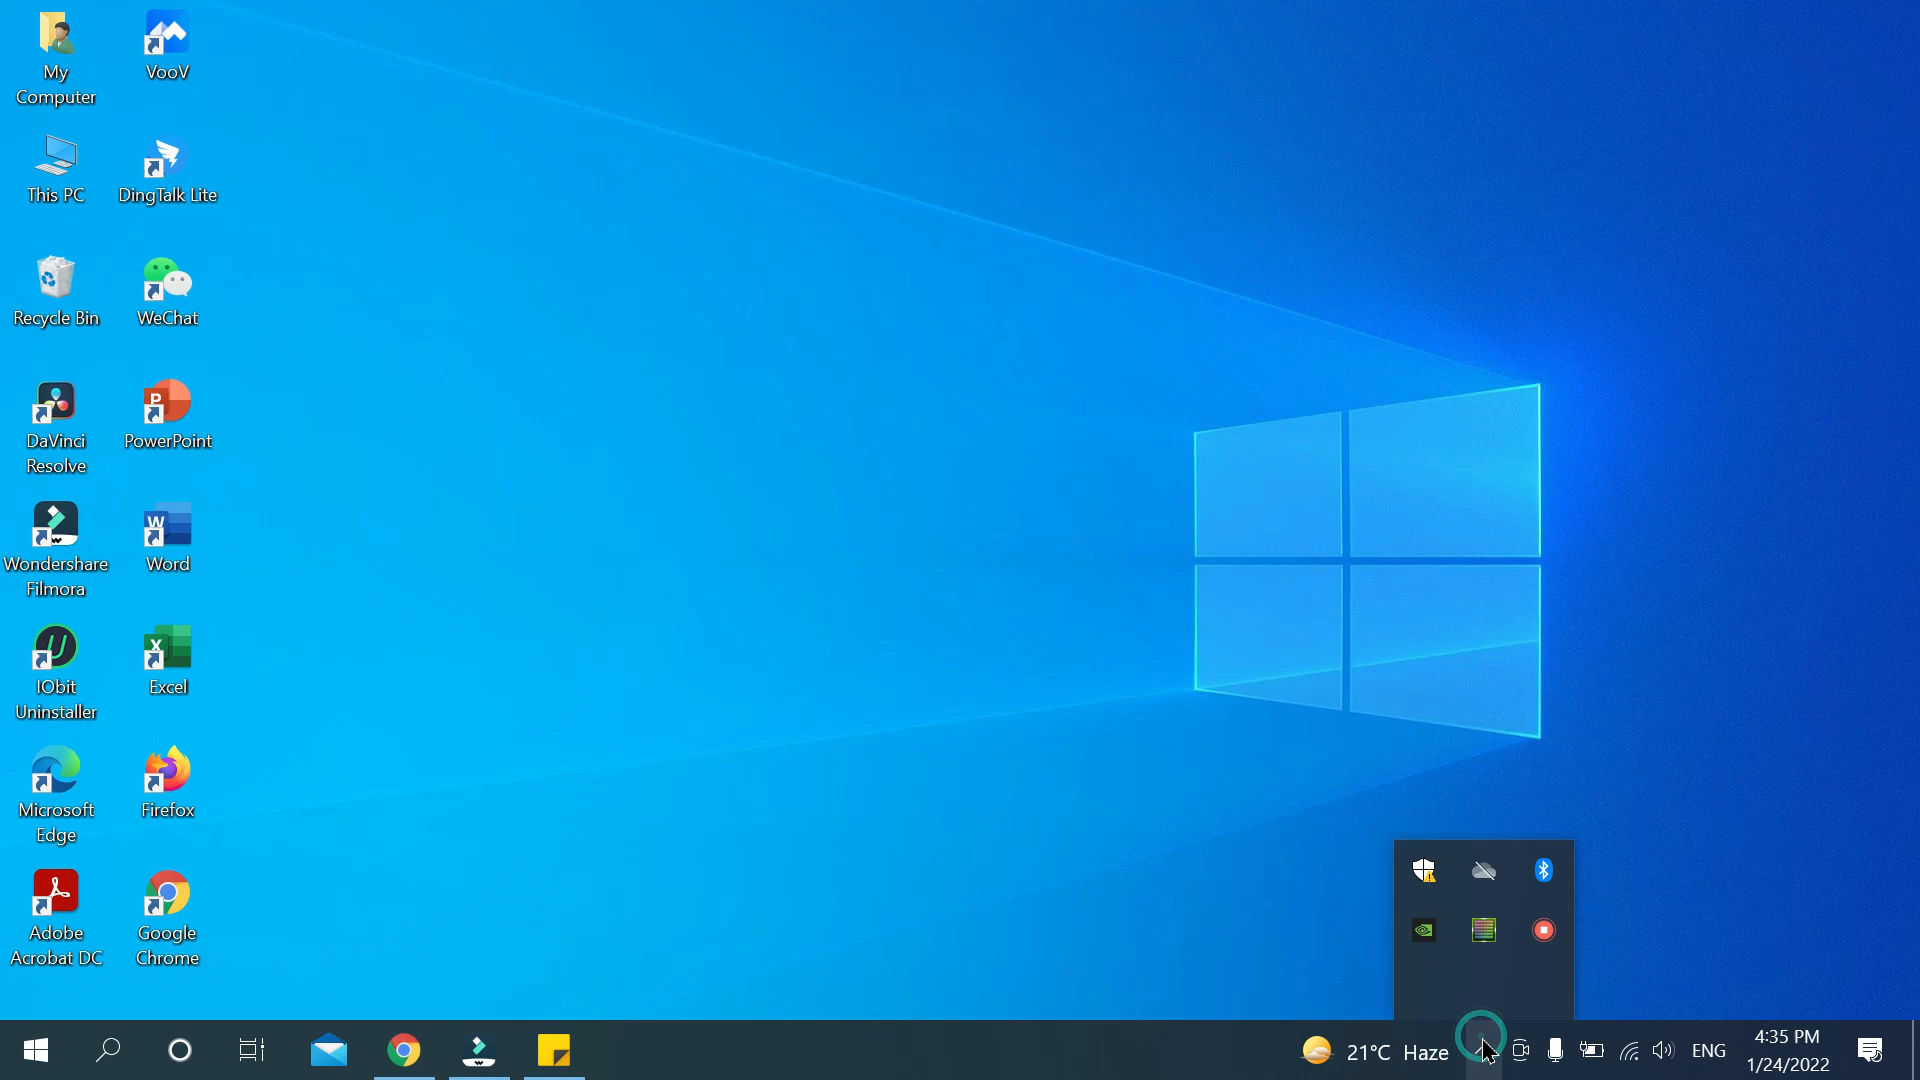 My
Computer
VooV
This PC
DingTalk Lite
Recycle Bin
WeChat
DaVinci
Resolve
PowerPoint
Wondershare
Filmora
Word
IObit
Uninstaller
Excel
Microsoft
Edge
Firefox
Adobe
Acrobat DC
Google
Chrome
21°C Haze
ENG
4:35 PM
1/24/2022